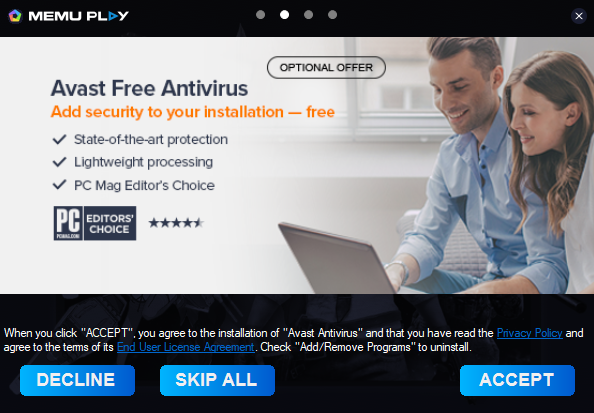 MEMU PLAY
OPTIONAL OFFER
Avast Free Antivirus
Add security to your installation — free
State-of-the-art protection
Lightweight processing
PC Mag Editor's Choice
PC
PCMAG.COM
EDITORS'
CHOICE
When you click "ACCEPT", you agree to the installation of "Avast Antivirus" and that you have read the Privacy Policy and
agree to the terms of its End User License Agreement. Check "Add/Remove Programs" to uninstall.
DECLINE
SKIP ALL
ACCEPT